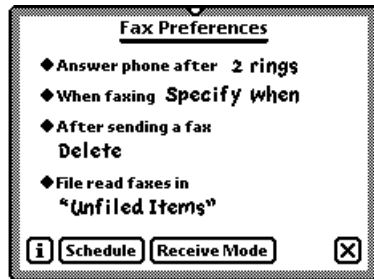 Fax Preferences
◆Answer phone after 2 rings
◆When faxing Specify when
◆After sending a fax
Delete
◆File read faxes in
“Unfiled Items”
i Schedule Receive Mode X